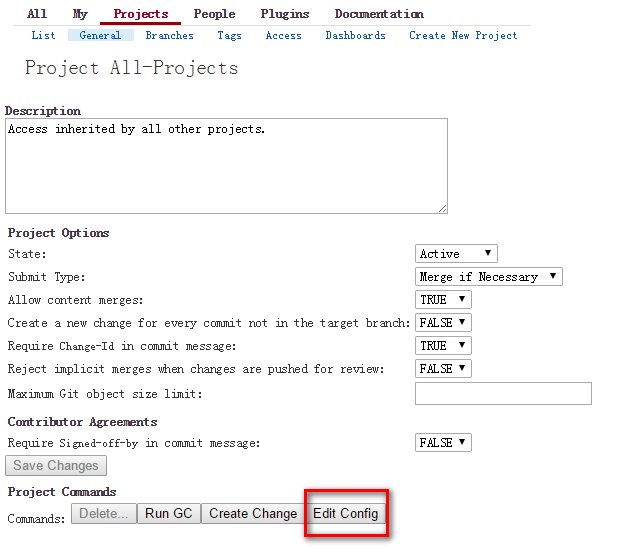 All My Projects People Plugins Documentation
List General Branches Tags Access Dashboards Create New Project
Project All-Projects
Description
Access inherited by all other projects.
Project Options
State: Active
Submit Type: Merge if Necessary
Allow content merges: TRUE
Create a new change for every commit not in the target branch: FALSE
Require Change-Id in commit message: TRUE
Reject implicit merges when changes are pushed for review: FALSE
Maximum Git object size limit:
Contributor Agreements
Require Signed-off-by in commit message: FALSE
Save Changes
Project Commands
Commands: Delete... Run GC Create Change Edit Config